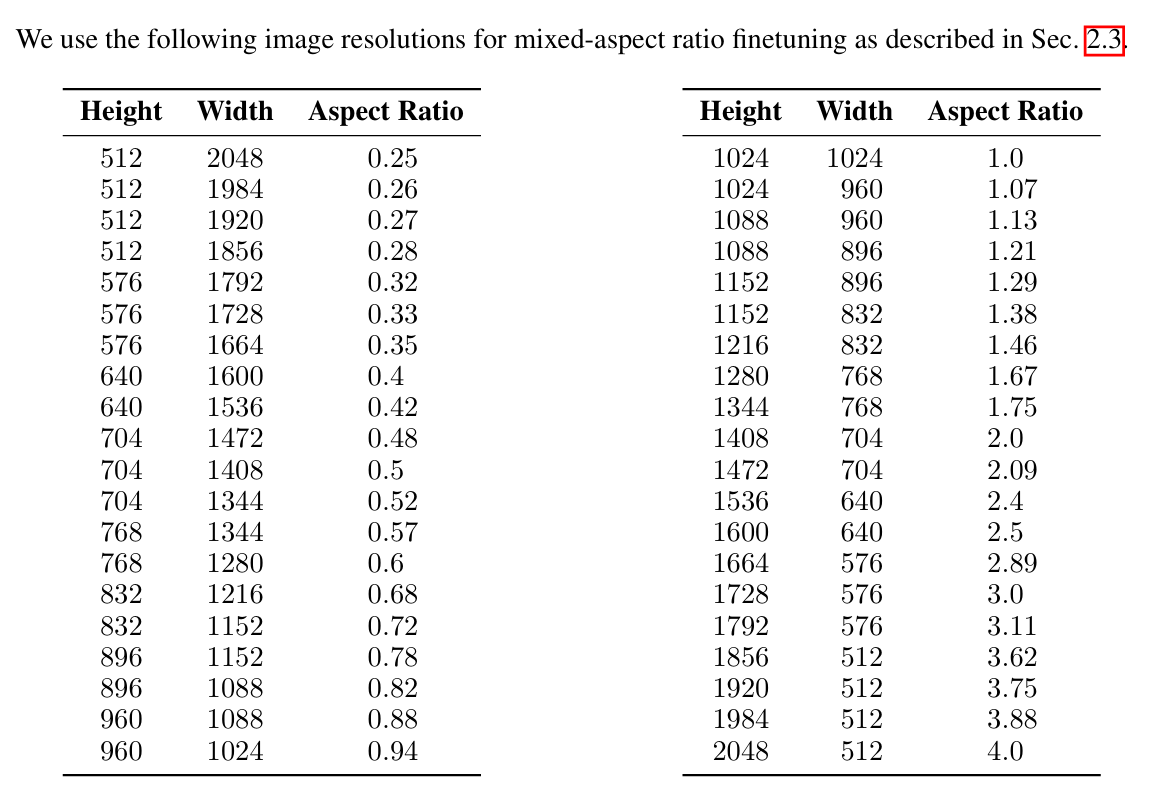 We use the following image resolutions for mixed-aspect ratio finetuning as described in Sec. 2.3.
Height Width Aspect Ratio
512 2048 0.25
512 1984 0.26
512 1920 0.27
512 1856 0.28
576 1792 0.32
576 1728 0.33
576 1664 0.35
640 1600 0.4
640 1536 0.42
704 1472 0.48
704 1408 0.5
704 1344 0.52
768 1344 0.57
768 1280 0.6
832 1216 0.68
832 1152 0.72
896 1152 0.78
896 1088 0.82
960 1088 0.88
960 1024 0.94
Height Width Aspect Ratio
1024 1024 1.0
1024 960 1.07
1088 960 1.13
1088 896 1.21
1152 896 1.29
1152 832 1.38
1216 832 1.46
1280 768 1.67
1344 768 1.75
1408 704 2.0
1472 704 2.09
1536 640 2.4
1600 640 2.5
1664 576 2.89
1728 576 3.0
1792 576 3.11
1856 512 3.62
1920 512 3.75
1984 512 3.88
2048 512 4.0